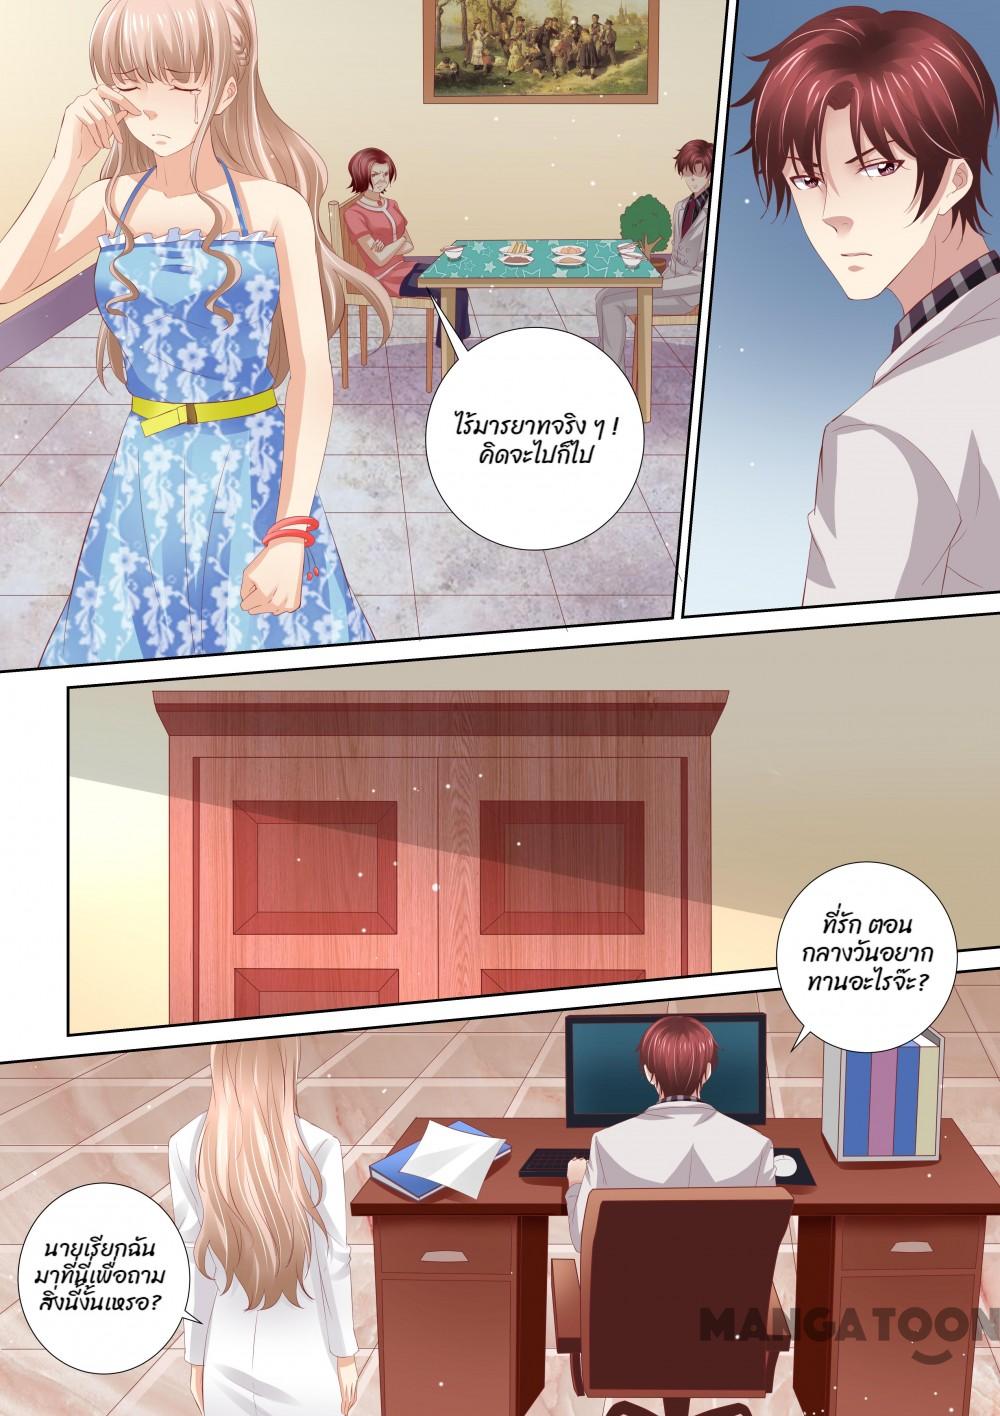 ไร้มารยาทจริง ๆ !
คิดจะไปก็ไป
ที่รัก ตอน
กลางวันอยาก
ทานอะไรจ๊ะ?
นายเรียกฉัน
มาที่นี่เพื่อถาม
สิ่งนี้งั้นเหรอ?
MANGATOON